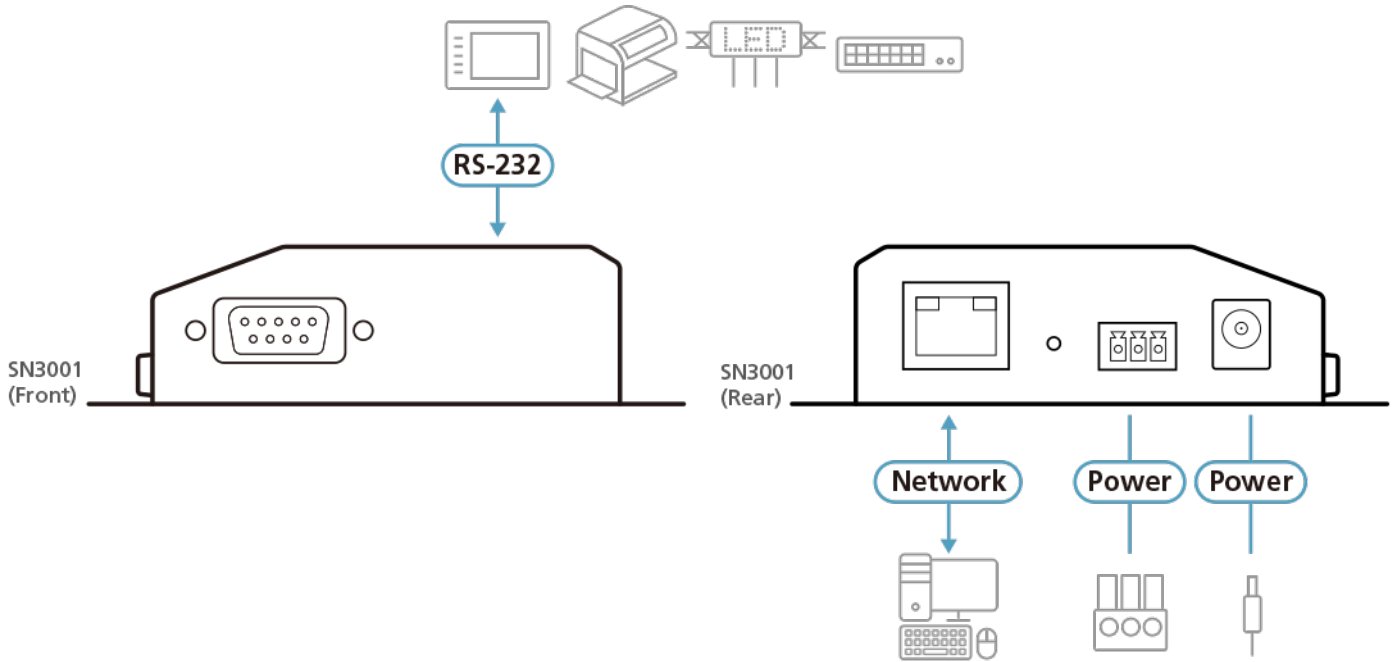 LED
RS-232
SN3001
(Front)
SN3001
(Rear)
Network
Power
Power